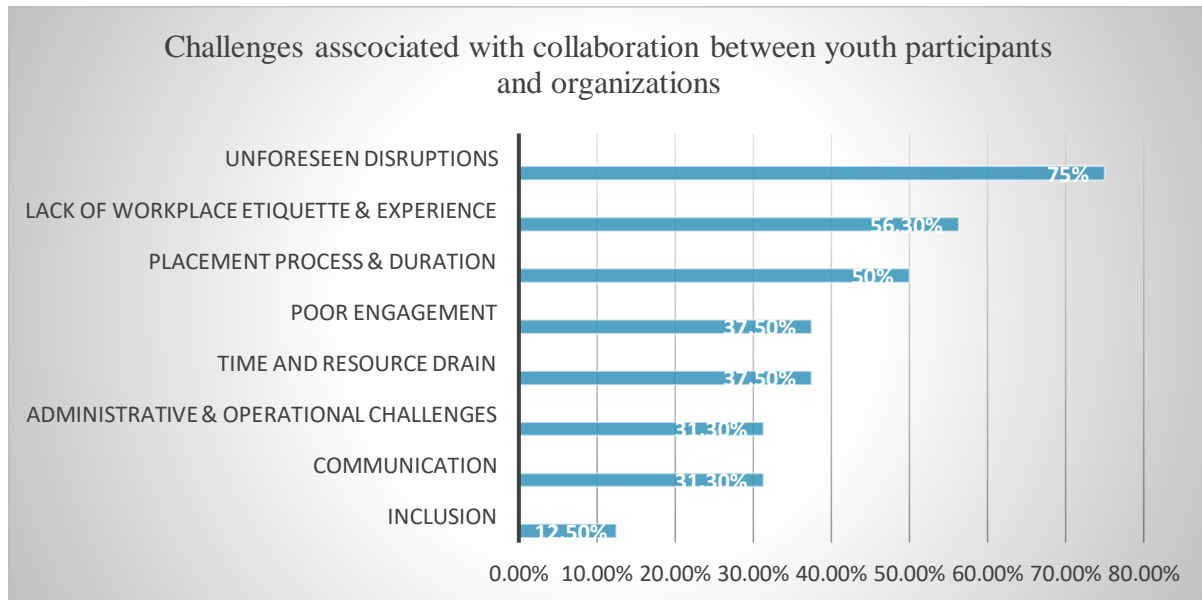 Challenges asscociated with collaboration between youth participants
and organizations
UNFORESEEN DISRUPTIONS
75%
LACK OF WORKPLACE ETIQUETTE & EXPERIENCE
56.30%
PLACEMENT PROCESS & DURATION
50%
POOR ENGAGEMENT
37.50%
TIME AND RESOURCE DRAIN
37.50%
ADMINISTRATIVE & OPERATIONAL CHALLENGES
31.30%
COMMUNICATION
31.30%
INCLUSION
12.50%
0.00% 10.00% 20.00% 30.00% 40.00% 50.00% 60.00% 70.00% 80.00%